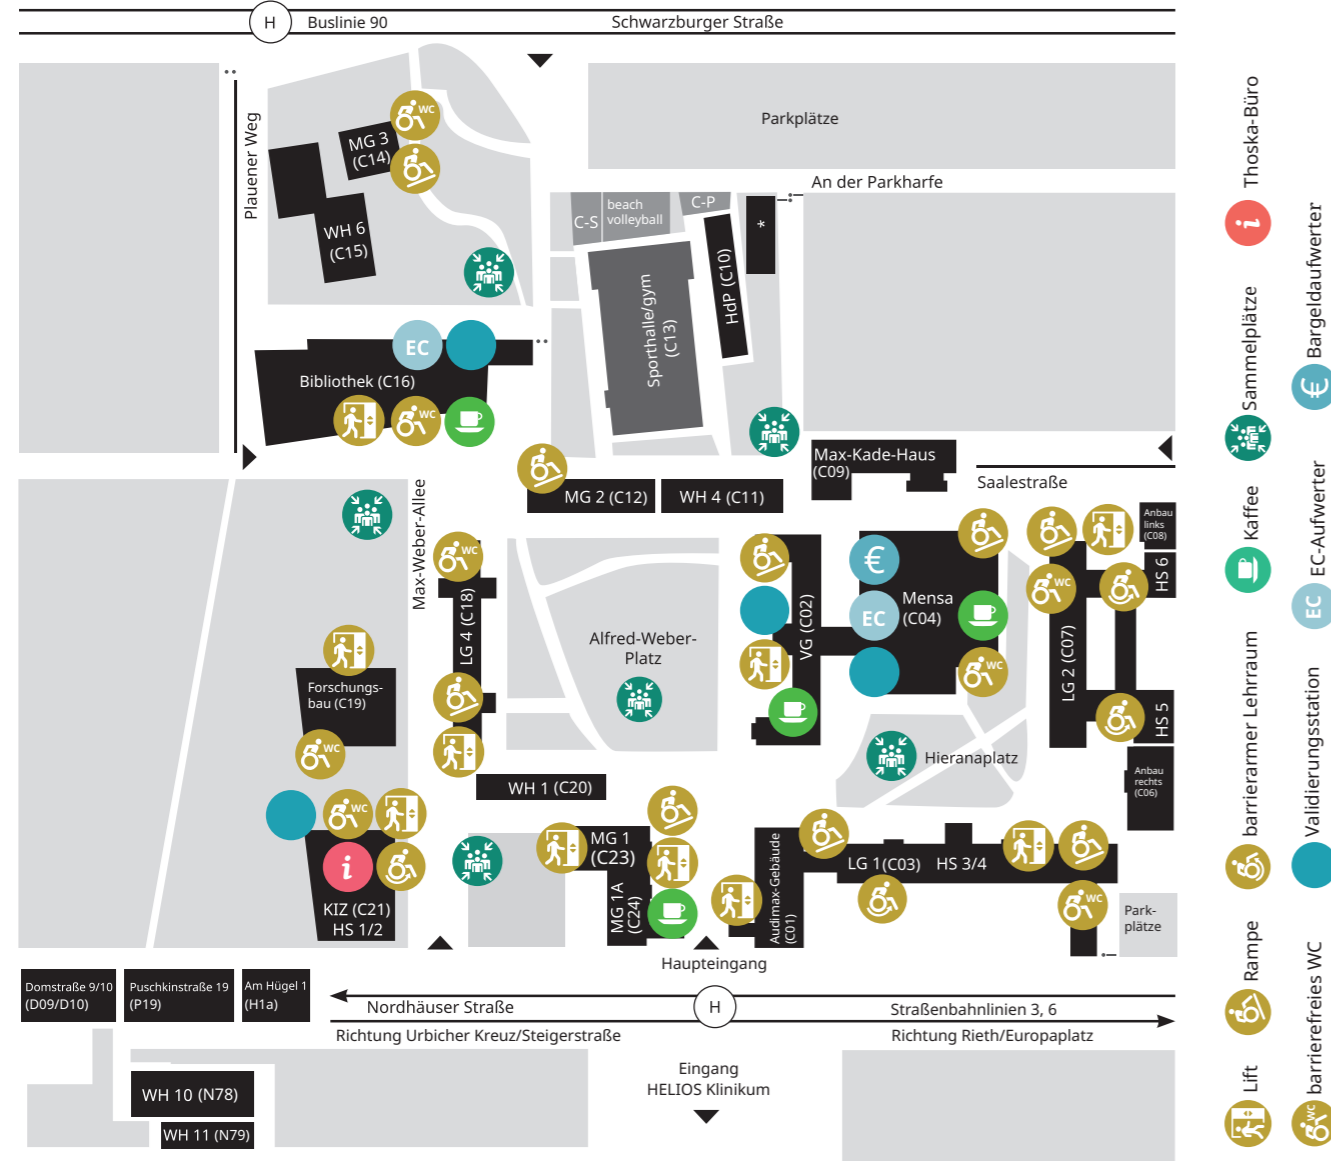 H
Buslinie 90
Schwarzburger Straße
Plauener Weg
WC
MG 3
(C14)
WH 6
(C15)
Parkplätze
An der Parkharfe
C-S
beach
volleyball
C-P
*
Sporthalle/gym
(C13)
HdP (C10)
EC
Bibliothek (C16)
WC
MG 2 (C12)
WH 4 (C11)
Max-Kade-Haus
(C09)
Saalestraße
Max-Weber-Allee
WC
LG 4 (C18)
Alfred-Weber-
Platz
VG (C02)
€
EC
Mensa
(C04)
WC
WC
LG 2 (C07)
Anbau
links
(C08)
HS 6
HS 5
Anbau
rechts
(C06)
Forschungs-
bau (C19)
WC
Hieranaplatz
WH 1 (C20)
WC
i
KIZ (C21)
HS 1/2
MG 1
(C23)
MG 1A
(C24)
Audimax-Gebäude
(C01)
LG 1(C03)
HS 3/4
WC
Park-
plätze
Haupteingang
Domstraße 9/10
(D09/D10)
Puschkinstraße 19
(P19)
Am Hügel 1
(H1a)
Nordhäuser Straße
H
Straßenbahnlinien 3, 6
Richtung Urbicher Kreuz/Steigerstraße
Richtung Rieth/Europaplatz
Eingang
HELIOS Klinikum
WH 10 (N78)
WH 11 (N79)
Lift
Rampe
barrierarmer Lehrraum
Kaffee
Sammelplätze
i
Thoska-Büro
WC
barrierefreies WC
Validierungsstation
EC
EC-Aufwerter
€
Bargeldaufwerter